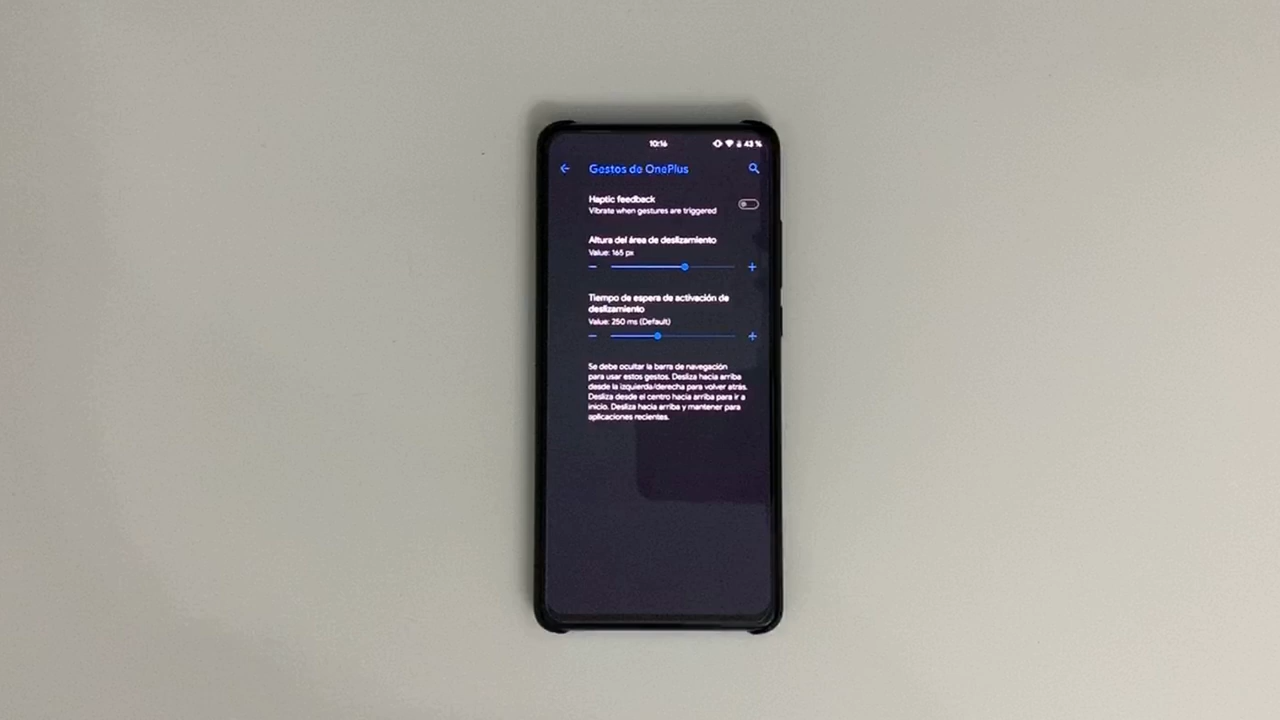 10:16 43 %
Gestos de OnePlus
Haptic feedback
Vibrate when gestures are triggered
Altura del área de deslizamiento
Value: 165 px
Tiempo de espera de activación de
deslizamiento
Value: 250 ms (Default)
Se debe ocultar la barra de navegación
para usar estos gestos. Desliza hacia arriba
desde la izquierda/derecha para volver atrás.
Desliza desde el centro hacia arriba para ir a
inicio. Desliza hacia arriba y mantener para
aplicaciones recientes.